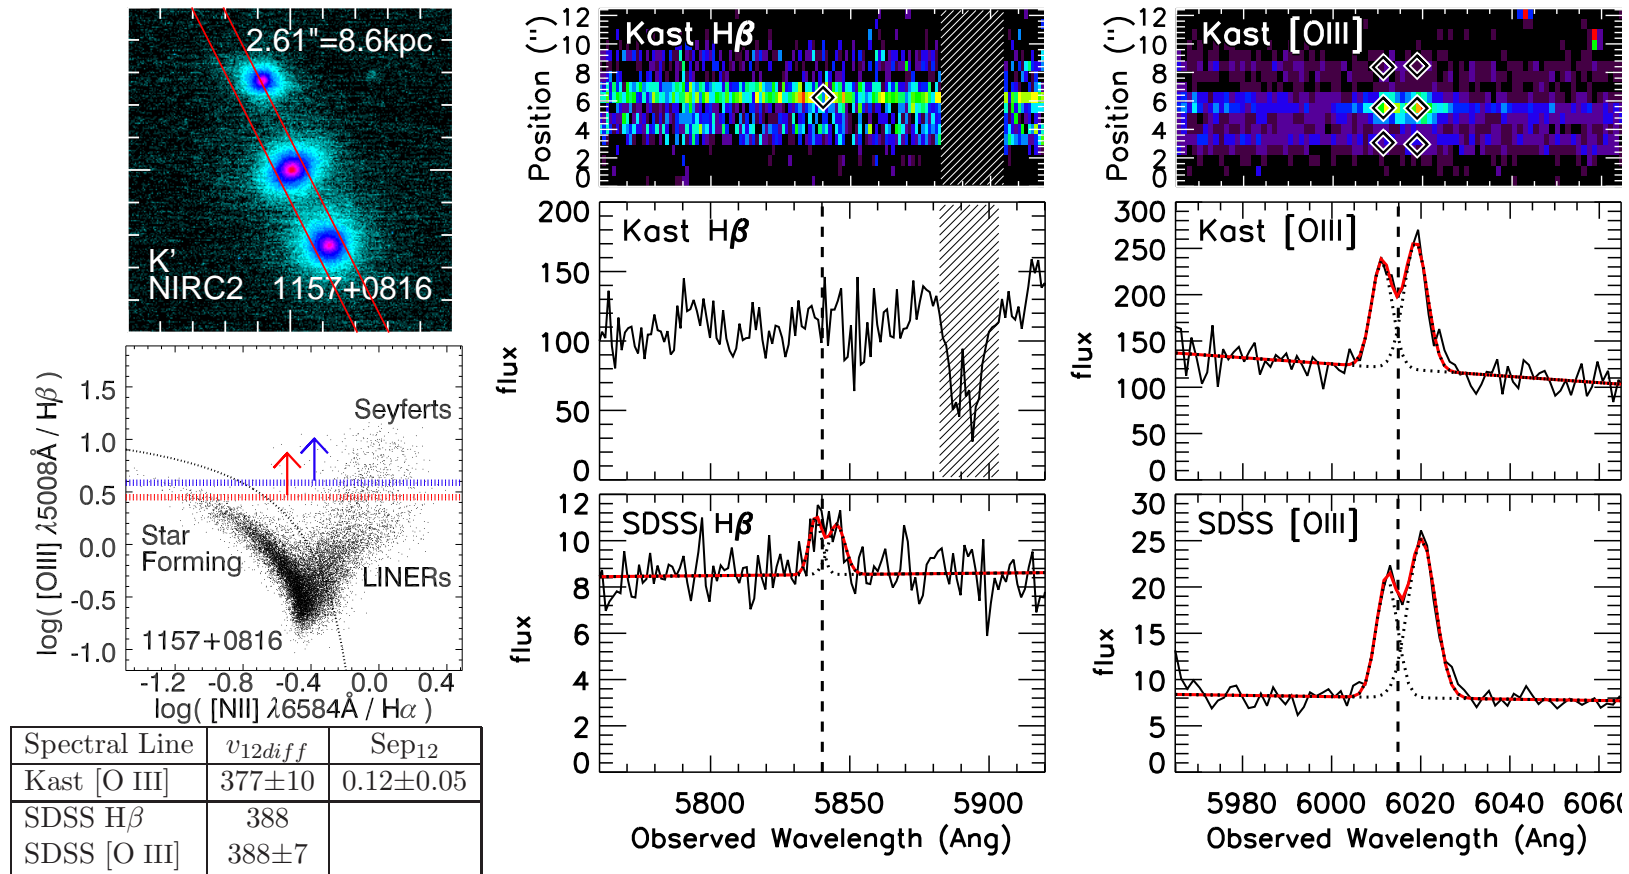 2.61"=8.6kpc
K'
NIRC2 1157+0816
log( [OIII] λ5008Å / Hβ )
1.5
1.0
0.5
0.0
-0.5
-1.0
Seyferts
Star
Forming
LINERs
1157+0816
-1.2 -0.8 -0.4 0.0 0.4
log( [NII] λ6584Å / Hα )
Spectral Line v12diff Sep12
Kast [O III] 377±10 0.12±0.05
SDSS Hβ 388
SDSS [O III] 388±7
Position (")
12
10
8
6
4
2
0
Kast Hβ
flux
200
150
100
50
0
Kast Hβ
flux
12
10
8
6
4
2
0
SDSS Hβ
5800 5850 5900
Observed Wavelength (Ang)
Position (")
12
10
8
6
4
2
0
Kast [OIII]
flux
300
250
200
150
100
50
0
Kast [OIII]
flux
30
25
20
15
10
5
0
SDSS [OIII]
5980 6000 6020 6040 606
Observed Wavelength (Ang)